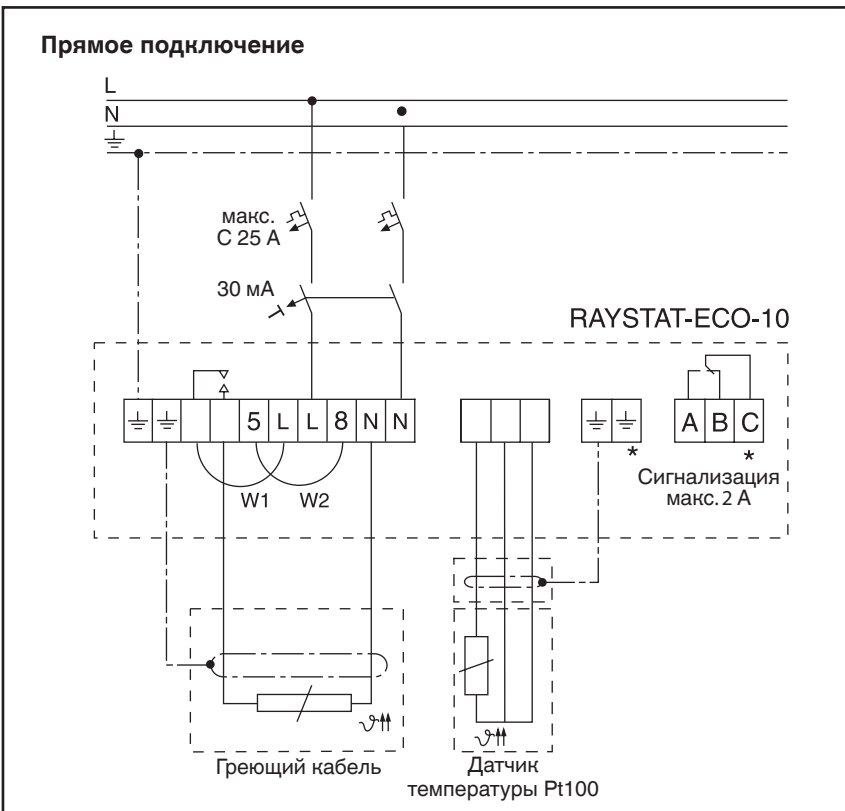 Прямое подключение
L
N
макс.
C 25 A
30 мА
RAYSTAT-ECO-10
5 L L 8 N N
A B C
*
*
Сигнализация
макс. 2 А
W1 W2
Греющий кабель
Датчик
температуры Pt100